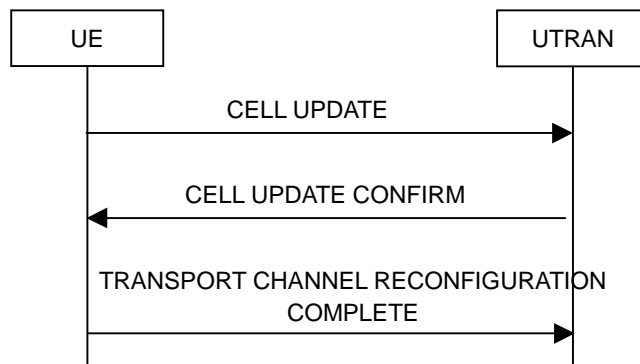 UE
UTRAN
CELL UPDATE
CELL UPDATE CONFIRM
TRANSPORT CHANNEL RECONFIGURATION
COMPLETE